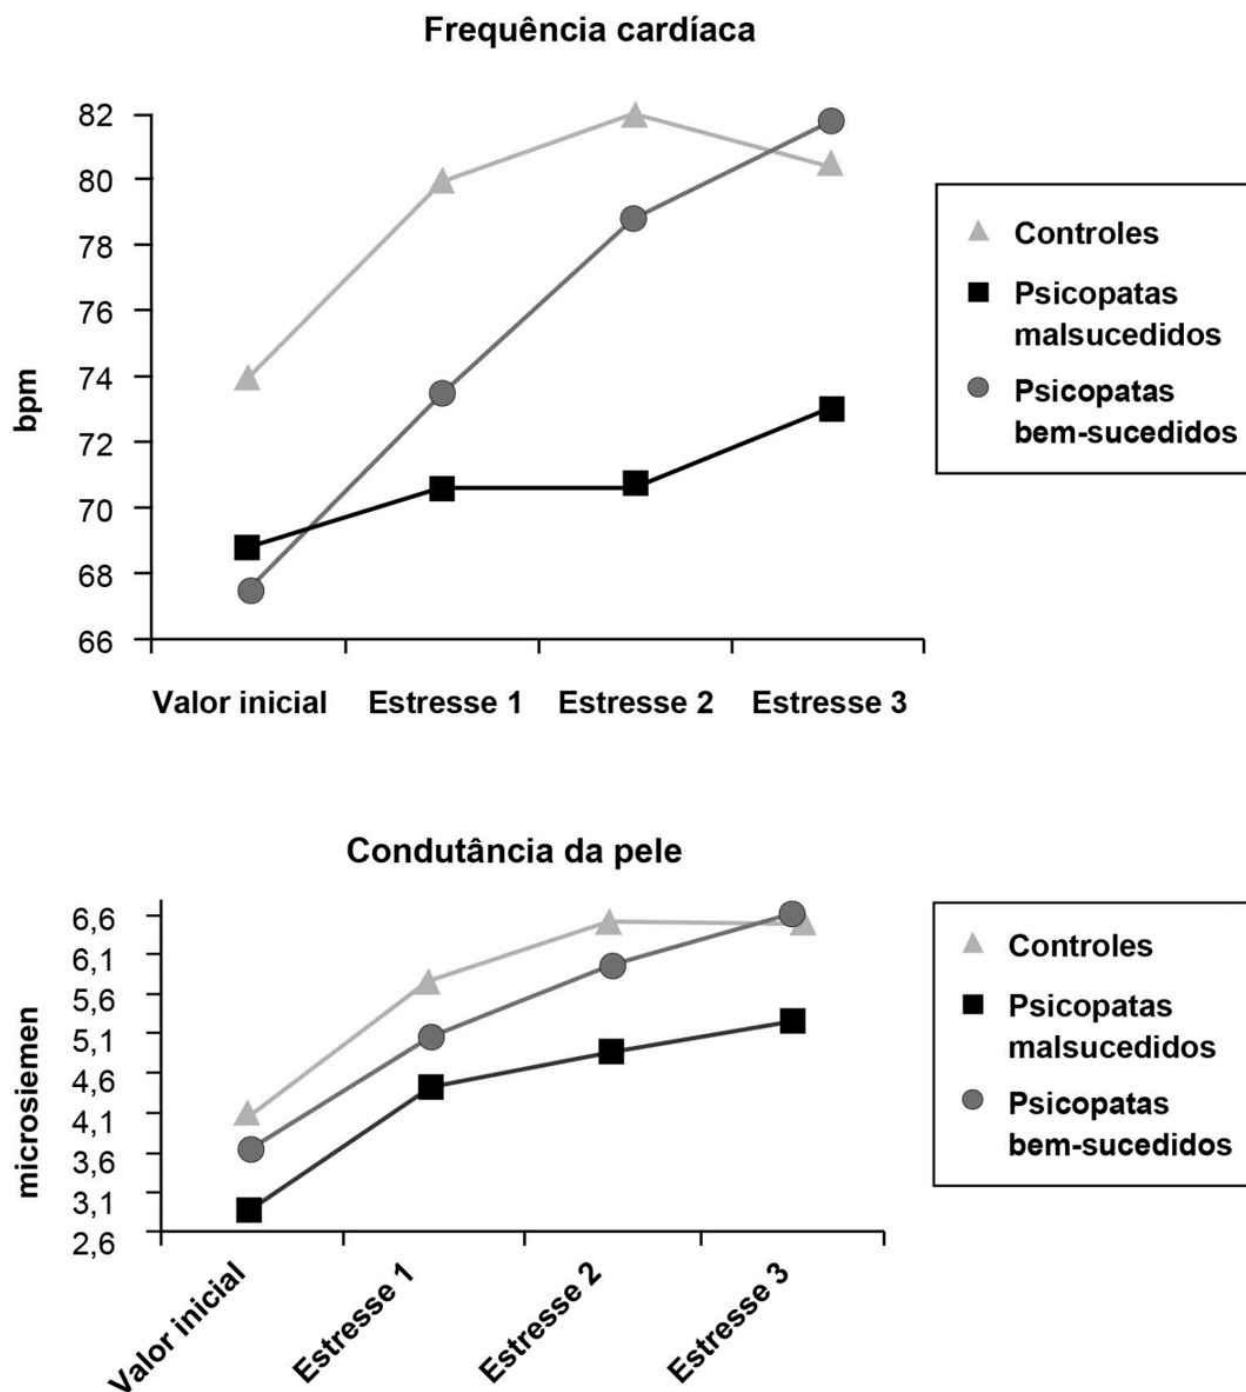 Frequência cardíaca
82
80
78
76
74
72
70
68
66
bpm
Valor inicial
Estresse 1
Estresse 2
Estresse 3
Controles
Psicopatas
malsucedidos
Psicopatas
bem-sucedidos
Condutância da pele
6,6
6,1
5,6
5,1
4,6
4,1
3,6
3,1
2,6
microsiemen
Valor inicial
Estresse 1
Estresse 2
Estresse 3
Controles
Psicopatas
malsucedidos
Psicopatas
bem-sucedidos